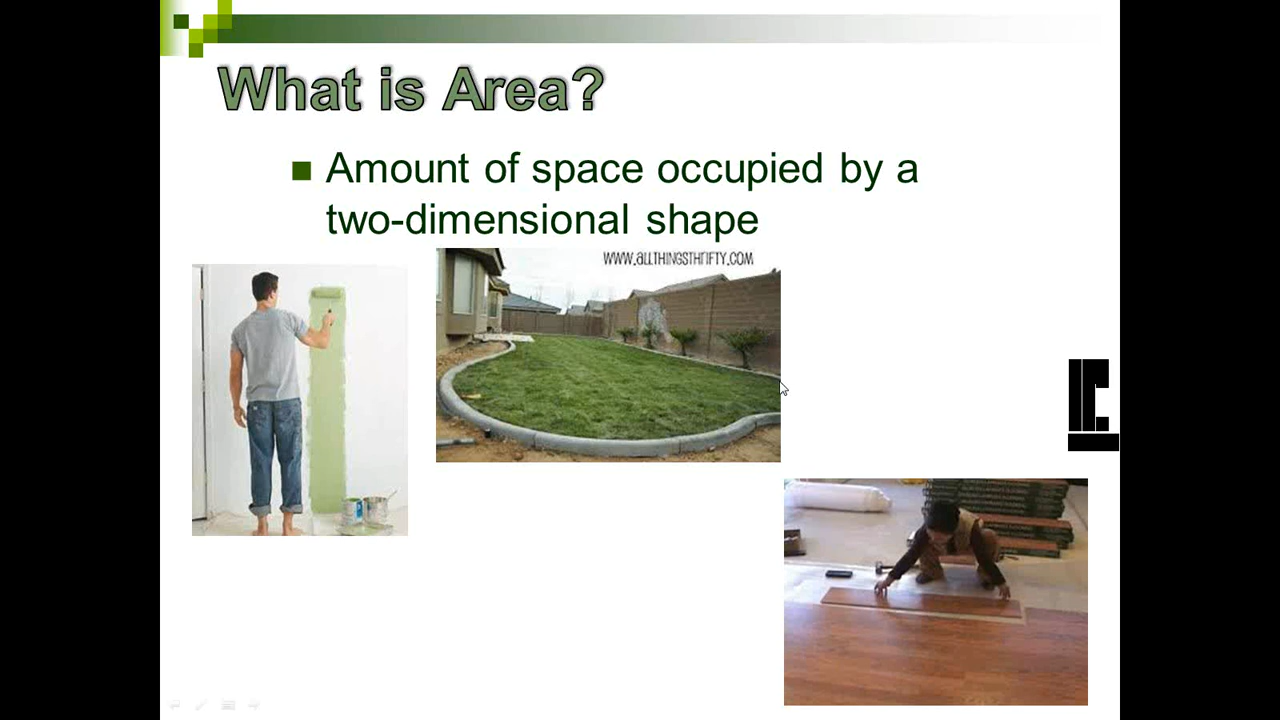 What is Area?
Amount of space occupied by a
two-dimensional shape
WWW.ALLTHINGSTHRIFTY.COM